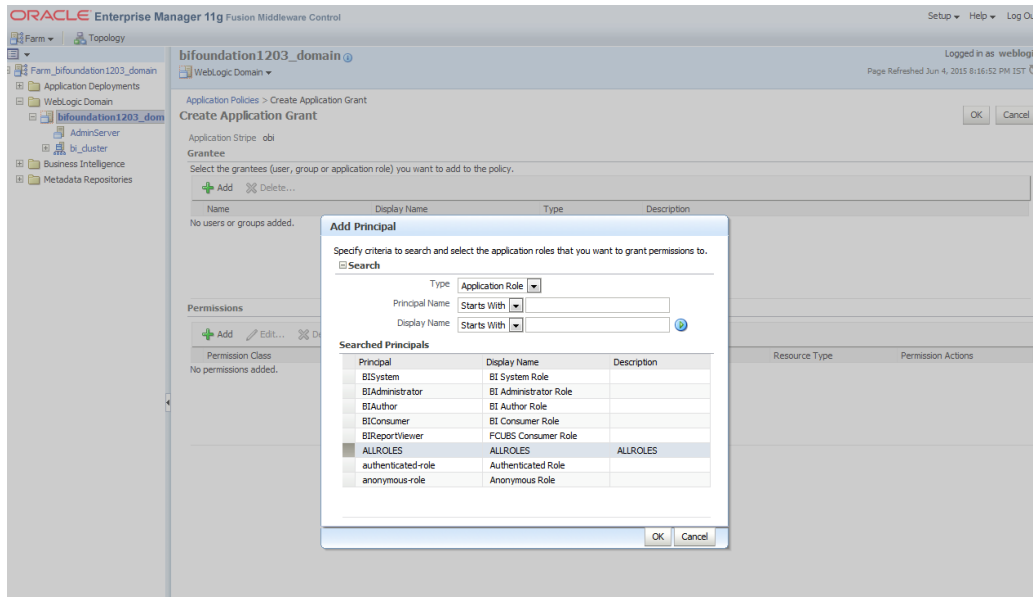 ORACLE Enterprise Manager 11g Fusion Middleware Control
Setup Help Log Ou
Farm Topology
Farm_bifoundation1203_domain
Application Deployments
WebLogic Domain
bifoundation1203_dom
AdminServer
bi_cluster
Business Intelligence
Metadata Repositories
bifoundation1203_domain
WebLogic Domain
Logged in as weblogi
Page Refreshed Jun 4, 2015 8:16:52 PM IST
Application Policies > Create Application Grant
Create Application Grant
OK Cancel
Application Stripe obi
Grantee
Select the grantees (user, group or application role) you want to add to the policy.
Add Delete...
Name Display Name Type Description
No users or groups added.
Permissions
Add Edit... De
Permission Class Resource Type Permission Actions
No permissions added.
Add Principal
Specify criteria to search and select the application roles that you want to grant permissions to.
Search
Type Application Role
Principal Name Starts With
Display Name Starts With
Searched Principals
Principal Display Name Description
BISystem BI System Role
BIAdministrator BI Administrator Role
BIAuthor BI Author Role
BIConsumer BI Consumer Role
BIReportViewer FCUBS Consumer Role
ALLROLES ALLROLES ALLROLES
authenticated-role Authenticated Role
anonymous-role Anonymous Role
OK Cancel